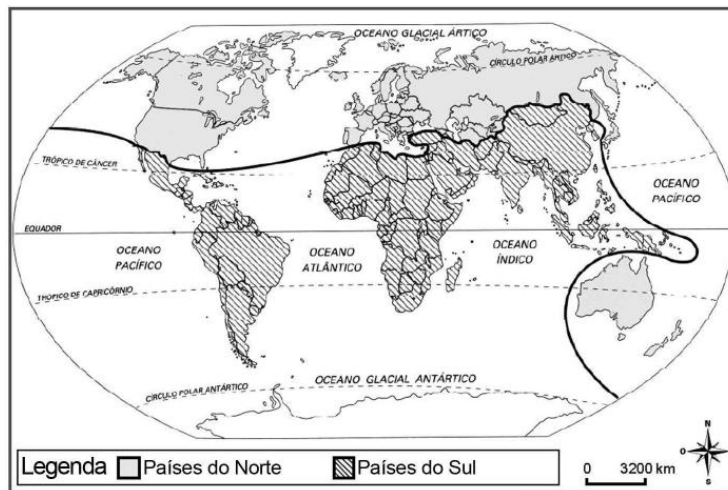 OCEANO GLACIAL ÁRTICO
CÍRCULO POLAR ÁRTICO
TRÓPICO DE CÂNCER
OCEANO
PACÍFICO
EQUADOR
OCEANO
PACÍFICO
OCEANO
ATLÂNTICO
OCEANO
ÍNDICO
TRÓPICO DE CAPRICÓRNIO
CÍRCULO POLAR ANTÁRTICO
OCEANO GLACIAL ANTÁRTICO
Legenda Países do Norte Países do Sul
0 3200 km
N
O
S